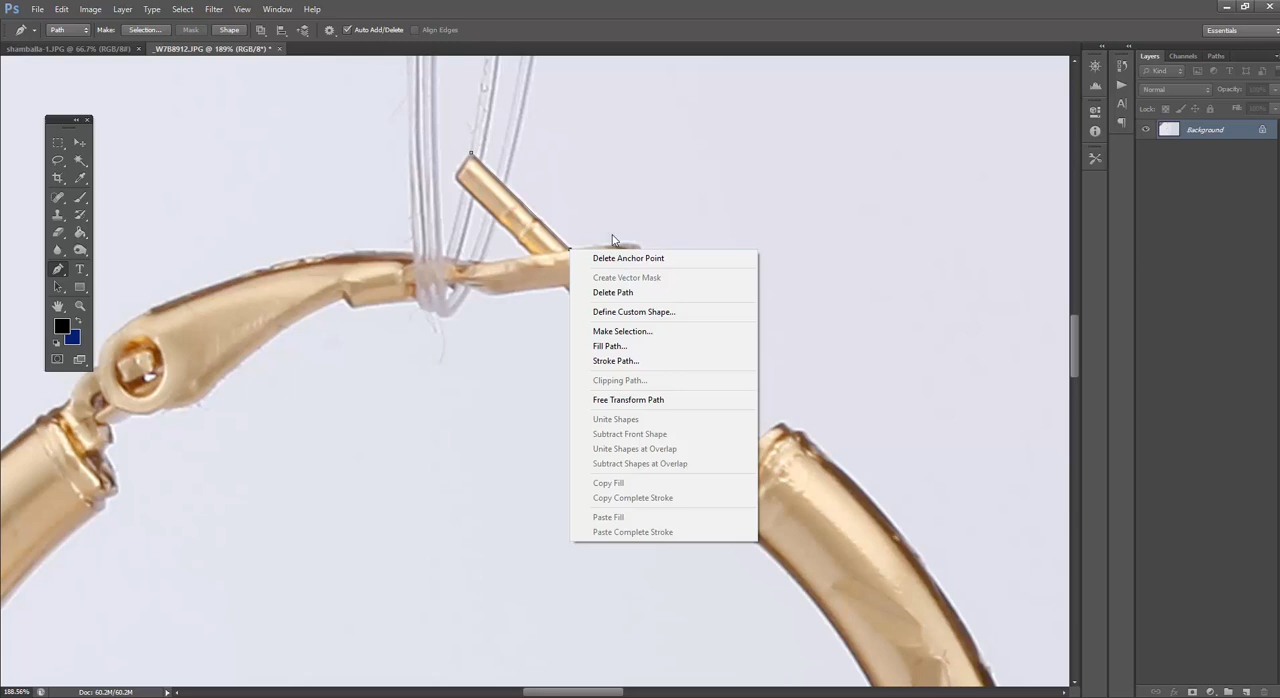 Ps File Edit Image Layer Type Select Filter View Window Help
Path Make: Selection... Mask Shape Auto Add/Delete Align Edges Essentials
shamballa-1.JPG @ 66.7% (RGB/8#) × _W7B8912.JPG @ 189% (RGB/8*) * ×
Layers Channels Paths
Kind
Normal Opacity: 100%
Lock: Fill: 100%
Background
Delete Anchor Point
Create Vector Mask
Delete Path
Define Custom Shape...
Make Selection...
Fill Path...
Stroke Path...
Clipping Path...
Free Transform Path
Unite Shapes
Subtract Front Shape
Unite Shapes at Overlap
Subtract Shapes at Overlap
Copy Fill
Copy Complete Stroke
Paste Fill
Paste Complete Stroke
188.56% Doc: 60.2M/60.2M